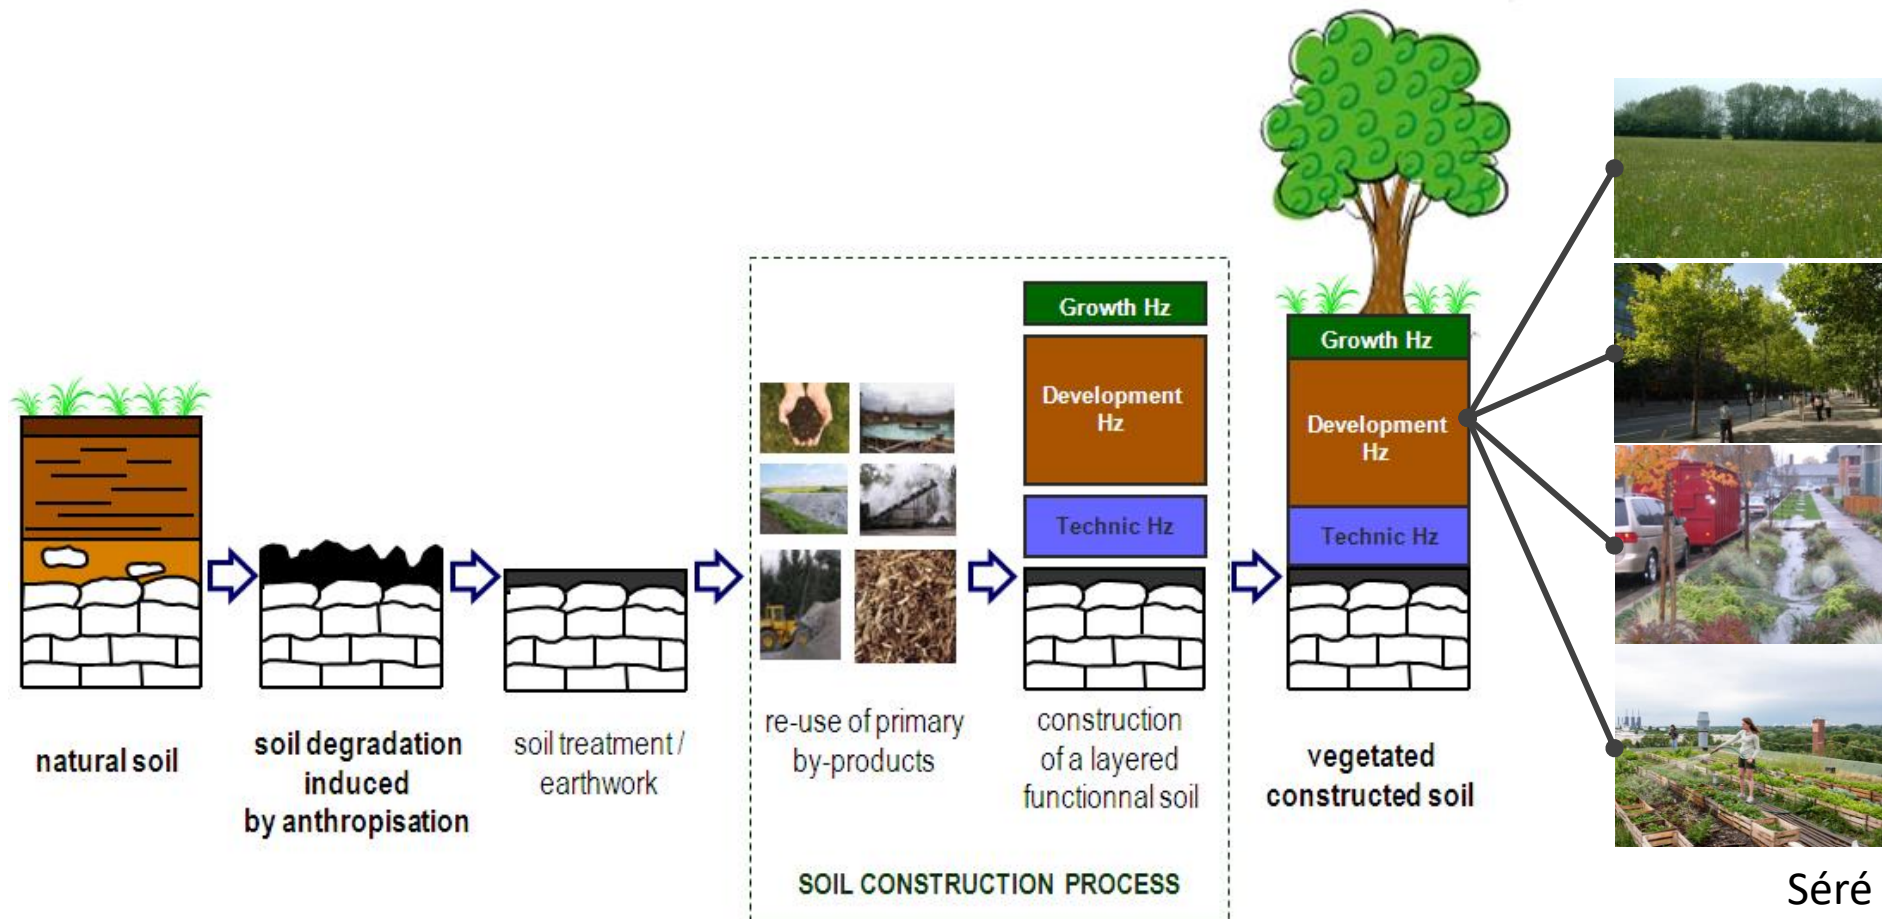 natural soil
soil degradation
induced
by anthropisation
soil treatment /
earthwork
re-use of primary
by-products
Growth Hz
Development
Hz
Technic Hz
construction
of a layered
functionnal soil
SOIL CONSTRUCTION PROCESS
Growth Hz
Development
Hz
Technic Hz
vegetated
constructed soil
Séré